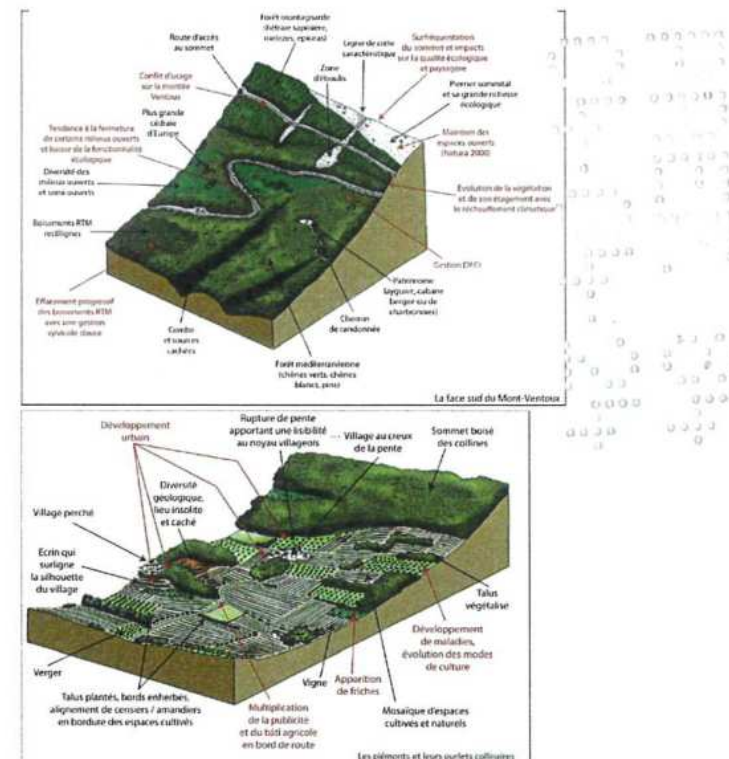 Forêt montagnarde
(hêtraie sapinière,
mélèzes, épicéas)
Route d'accès
au sommet
Ligne de crête
caractéristique
Surfréquentation
du sommet et impacts
sur la qualité écologique
et paysagère
Zone
d'éboulis
Conflit d'usage
sur la montée
Ventoux
Pierrier sommital
et sa grande richesse
écologique
Plus grande
cédraie
d'Europe
Maintien des
espaces ouverts
(Natura 2000)
Tendance à la fermeture
de certains milieux ouverts
et baisse de la fonctionnalité
écologique
Diversité des
milieux ouverts
et semi ouverts
Evolution de la végétation
et de son étagement avec
le réchauffement climatique
Boisements RTM
rectilignes
Gestion
Patrimoine
cabane
berger ou de
charbonnier)
Effacement progressif
des boisements RTM
avec une gestion
sylvicole douce
Chemin
de randonnée
Combe
et sources
cachées
Forêt méditerranéenne
(chênes verts, chênes
blancs, pins)
La face sud du Mont-Ventoux
Développement
urbain
Rupture de pente
apportant une lisibilité
au noyau villageois
... Village au creux
de la pente
Sommet boisé
des collines
Diversité
géologique,
lieu insolite
et caché
Village perché
Ecrin qui
surligne
la silhouette
du village
Talus
végétalisé
Développement
de maladies,
évolution des modes
de culture
Verger
Vigne
Apparition
de friches
Talus plantés, bords enherbés,
alignement de cerisiers / amandiers
en bordure des espaces cultivés
Multiplication
de la publicité
et du bâti agricole
en bord de route
Mosaïque d'espaces
cultivés et naturels
Les piémonts et leurs ourlets collinaires